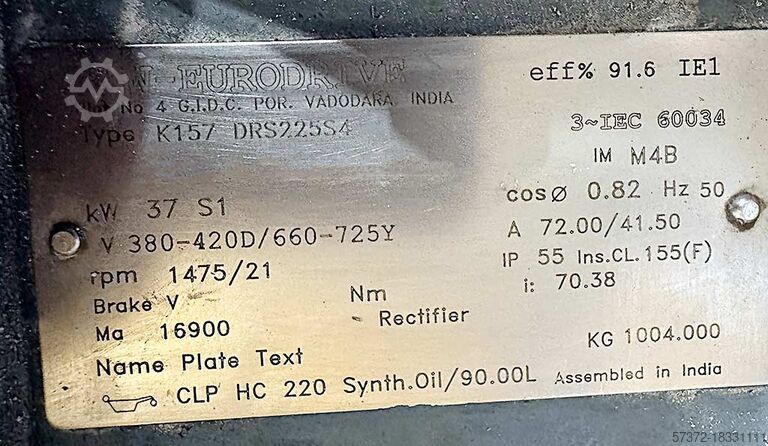 -EURODRIVE
No 4 G.I.D.C. POR. VADODARA, INDIA
Type K157 DRS225S4
eff% 91.6 IE1
3~IEC 60034
IM M4B
kW 37 S1
cosø 0.82 Hz 50
V 380-420D/660-725Y
A 72.00/41.50
rpm 1475/21
IP 55 Ins.CL.155(F)
Brake V Nm
i: 70.38
Ma 16900 Rectifier
KG 1004.000
Name Plate Text
CLP HC 220 Synth.Oil/90.00L
Assembled in India
57372-18331111